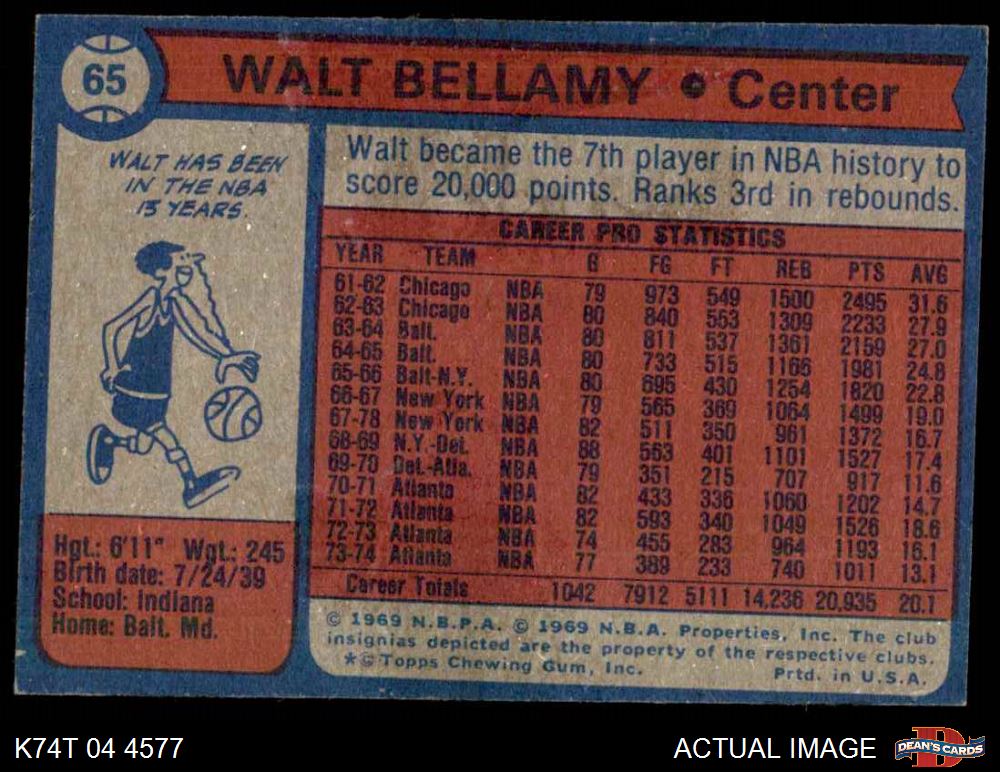 65
WALT BELLAMY • Center
WALT HAS BEEN
IN THE NBA
13 YEARS.
Walt became the 7th player in NBA history to
score 20,000 points. Ranks 3rd in rebounds.
CAREER PRO STATISTICS
YEAR TEAM G FG FT REB PTS AVG
61-62 Chicago NBA 79 973 549 1500 2495 31.6
62-63 Chicago NBA 80 840 553 1309 2233 27.9
63-64 Balt. NBA 80 811 537 1361 2159 27.0
64-65 Balt. NBA 80 733 515 1166 1981 24.8
65-66 Balt-N.Y. NBA 80 695 430 1254 1820 22.8
66-67 New York NBA 79 565 369 1064 1499 19.0
67-78 New York NBA 82 511 350 961 1372 16.7
68-69 N.Y.-Det. NBA 88 563 401 1101 1527 17.4
69-70 Det.-Atla. NBA 79 351 215 707 917 11.6
70-71 Atlanta NBA 82 433 336 1060 1202 14.7
71-72 Atlanta NBA 82 593 340 1049 1526 18.6
72-73 Atlanta NBA 74 455 283 964 1193 16.1
73-74 Atlanta NBA 77 389 233 740 1011 13.1
Career Totals 1042 7912 5111 14,236 20,935 20.1
Hgt.: 6'11" Wgt.: 245
Birth date: 7/24/39
School: Indiana
Home: Balt. Md.
© 1969 N.B.P.A. © 1969 N.B.A. Properties, Inc. The club
insignias depicted are the property of the respective clubs.
*© Topps Chewing Gum, Inc. Prtd. in U.S.A.
K74T 04 4577
ACTUAL IMAGE
D
DEAN'S CARDS